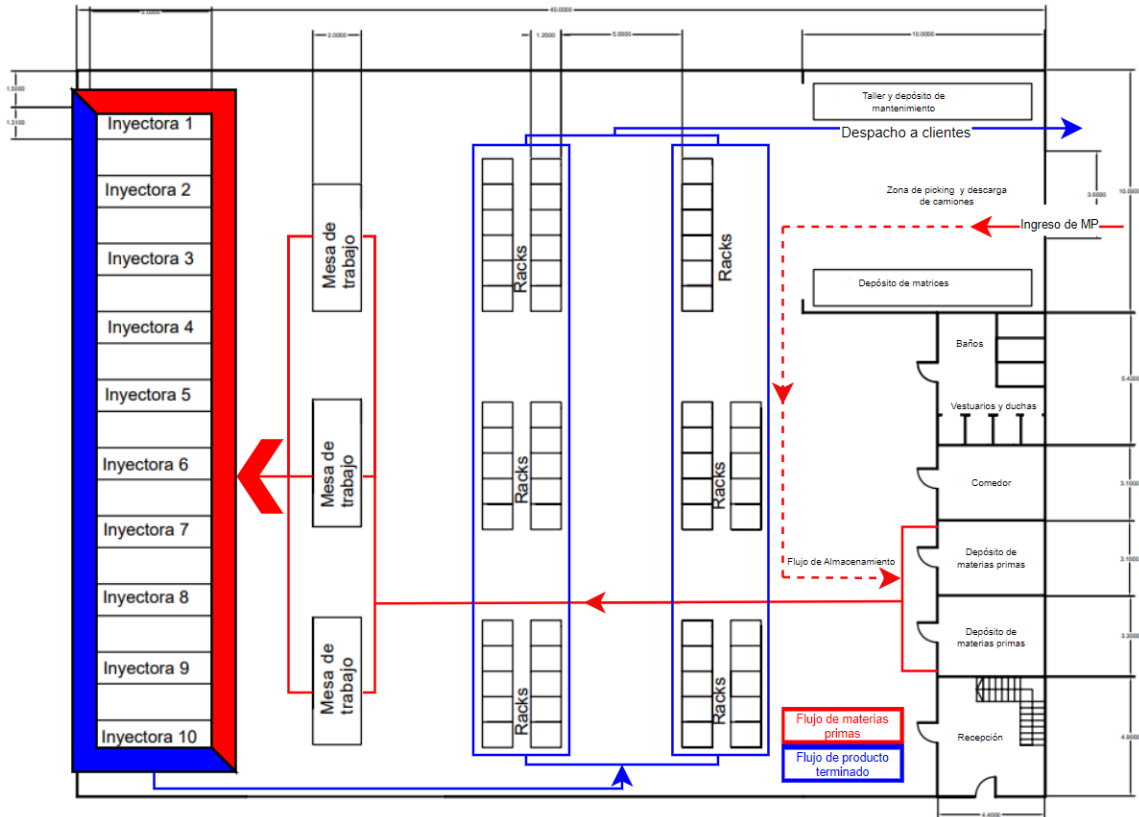 40.0000
5.0000
2.0000
1.2500
5.0000
10.0000
1.5000
1.3100
Inyectora 1
Inyectora 2
Inyectora 3
Inyectora 4
Inyectora 5
Inyectora 6
Inyectora 7
Inyectora 8
Inyectora 9
Inyectora 10
Mesa de
trabajo
Mesa de
trabajo
Mesa de
trabajo
Racks
Racks
Racks
Racks
Racks
Racks
Taller y depósito de
mantenimiento
Despacho a clientes
Zona de picking y descarga
de camiones
Ingreso de MP
Depósito de matrices
Baños
Vestuarios y duchas
Comedor
Flujo de Almacenamiento
Depósito de
materias primas
Depósito de
materias primas
Recepción
Flujo de materias
primas
Flujo de producto
terminado
3.6000
10.0000
3.1000
3.1000
3.3000
4.9000
4.4000